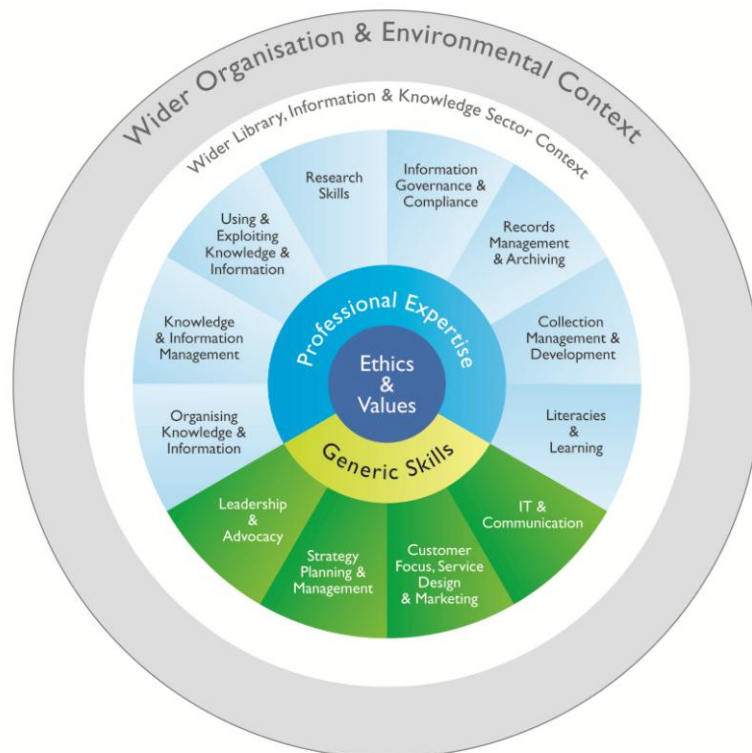 Wider Organisation & Environmental Context
Wider Library, Information & Knowledge Sector Context
Research
Skills
Information
Governance &
Compliance
Using &
Exploiting
Knowledge &
Information
Records
Management
& Archiving
Knowledge
& Information
Management
Collection
Management &
Development
Organising
Knowledge &
Information
Literacies
&
Learning
Professional Expertise
Ethics
&
Values
Generic Skills
Leadership
&
Advocacy
Strategy
Planning &
Management
Customer
Focus, Service
Design
& Marketing
IT &
Communication